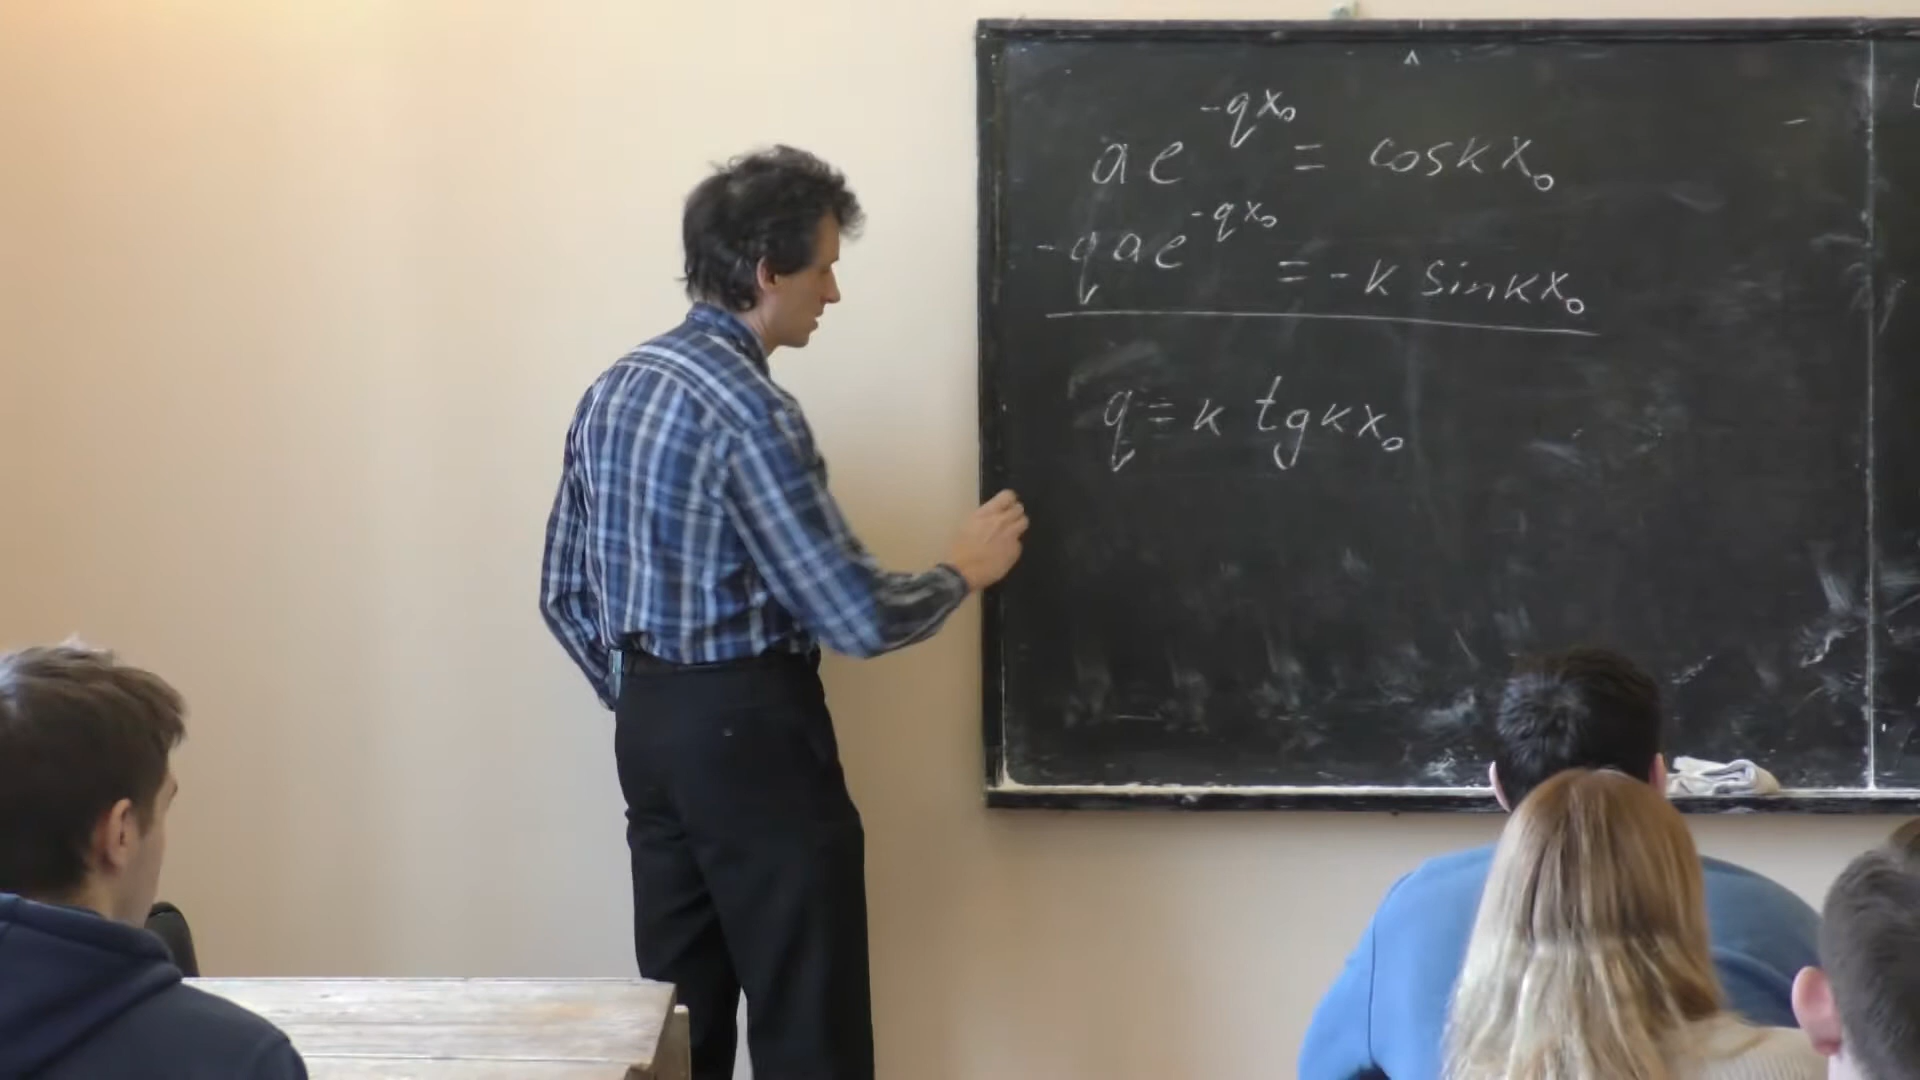 ae^{-qx₀} = cos kx₀
-qae^{-qx₀} = -k sin kx₀
q = k tg kx₀